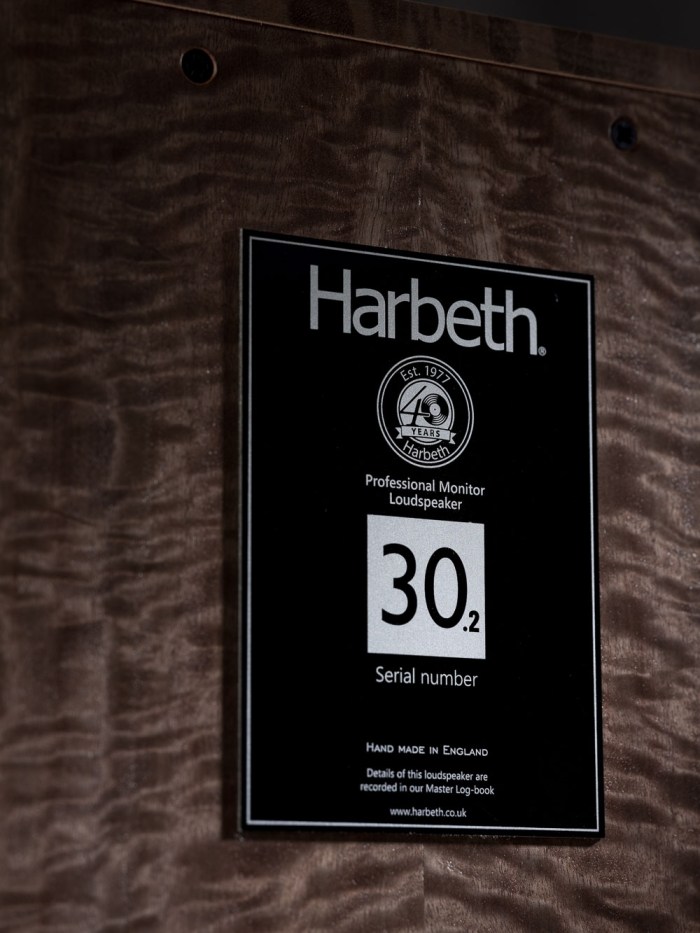 Harbeth®
Est. 1977
40
YEARS
Harbeth
Professional Monitor
Loudspeaker
30.2
Serial number
HAND MADE IN ENGLAND
Details of this loudspeaker are
recorded in our Master Log-book
www.harbeth.co.uk